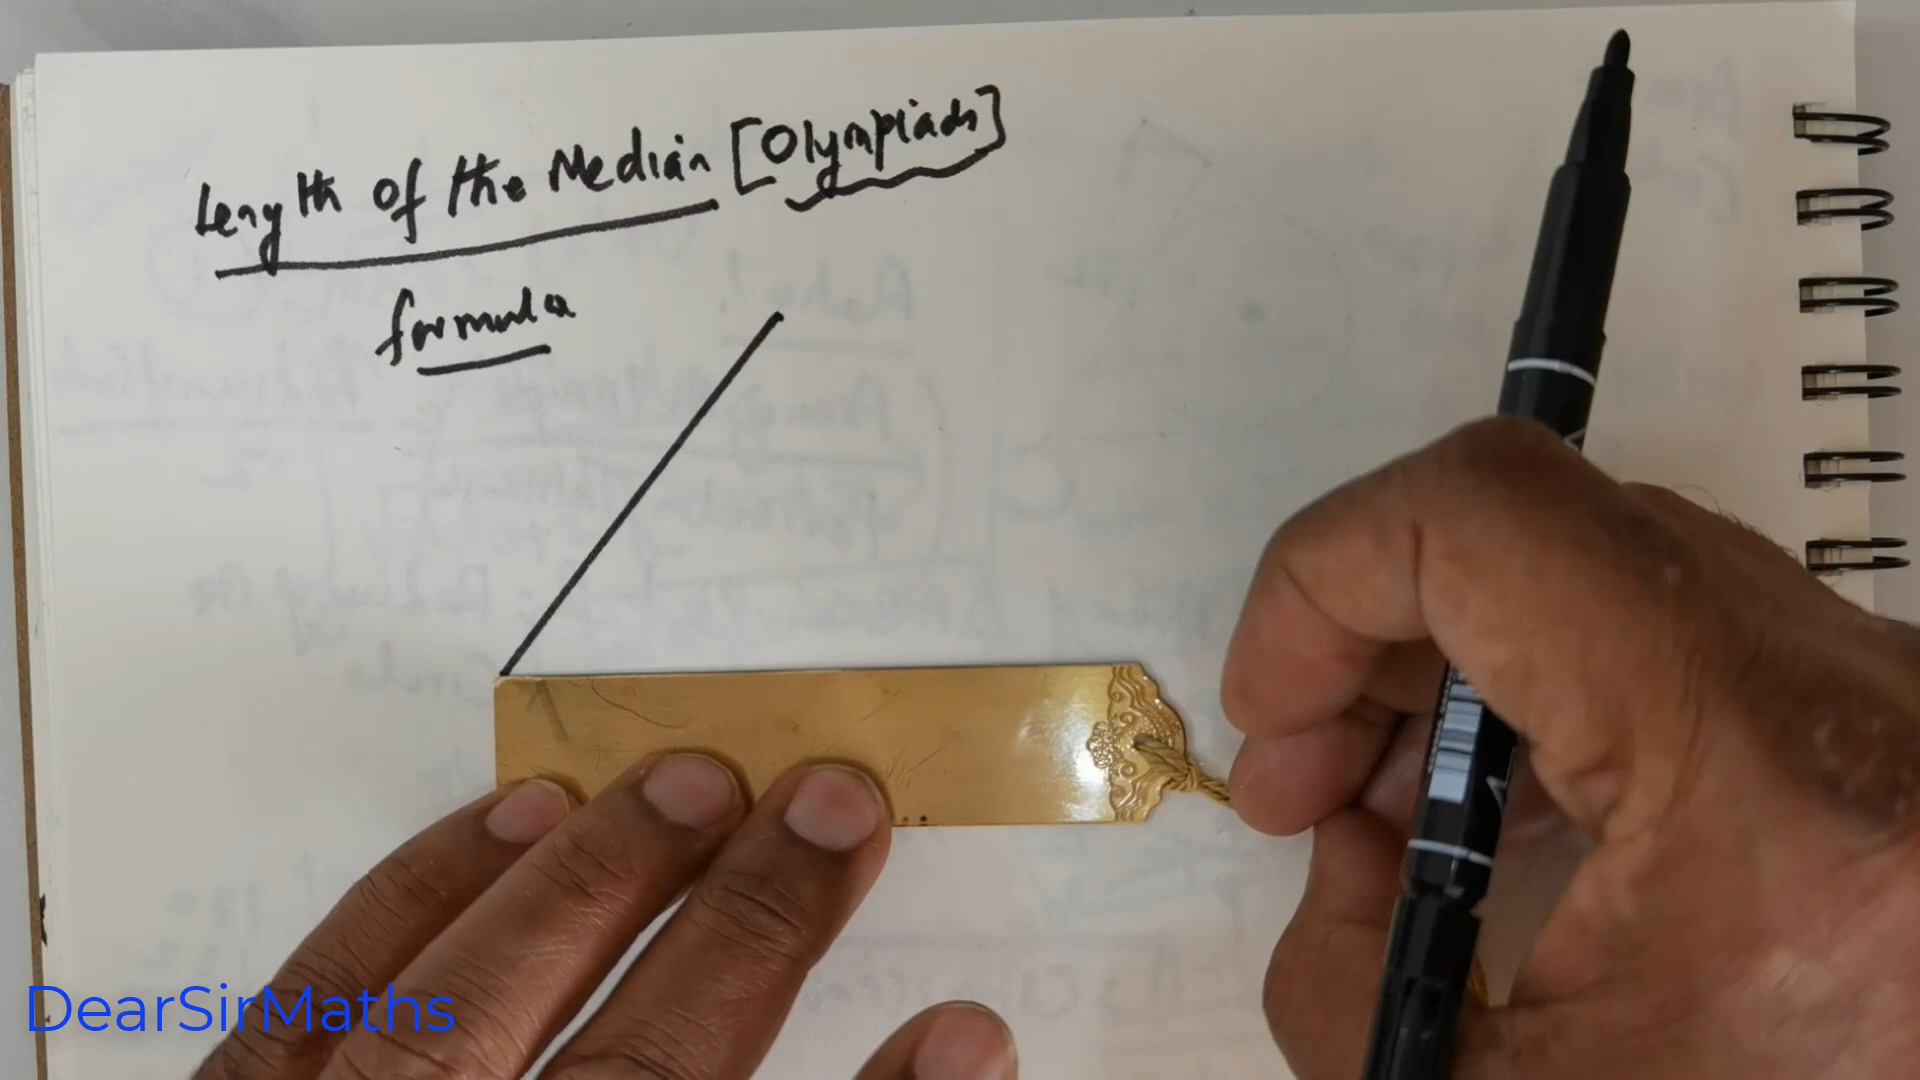 Length of the Median [Olympiads]
formula
DearSirMaths